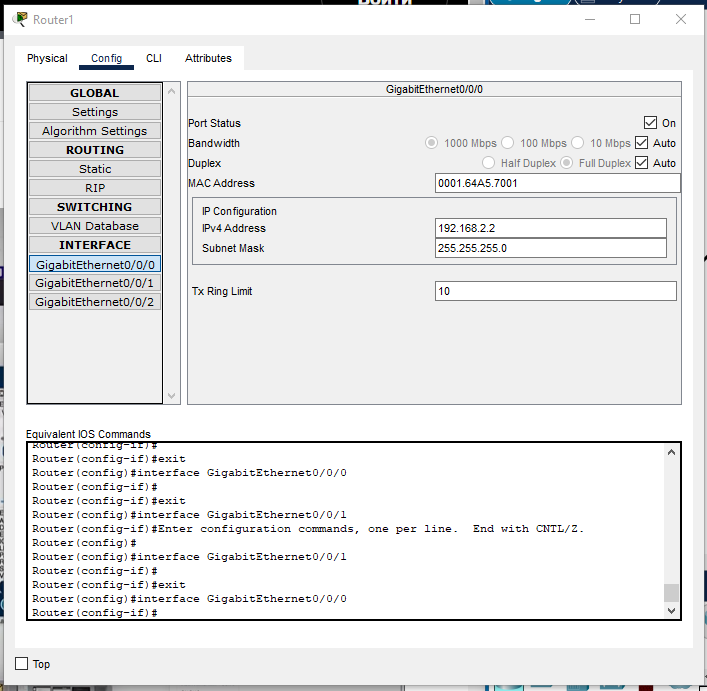 войти
Router1
Physical Config CLI Attributes
GLOBAL
Settings
Algorithm Settings
ROUTING
Static
RIP
SWITCHING
VLAN Database
INTERFACE
GigabitEthernet0/0/0
GigabitEthernet0/0/1
GigabitEthernet0/0/2
GigabitEthernet0/0/0
Port Status On
Bandwidth 1000 Mbps 100 Mbps 10 Mbps Auto
Duplex Half Duplex Full Duplex Auto
MAC Address 0001.64A5.7001
IP Configuration
IPv4 Address 192.168.2.2
Subnet Mask 255.255.255.0
Tx Ring Limit 10
Equivalent IOS Commands
Router(config-if)#
Router(config-if)#exit
Router(config)#interface GigabitEthernet0/0/0
Router(config-if)#
Router(config-if)#exit
Router(config)#interface GigabitEthernet0/0/1
Router(config-if)#Enter configuration commands, one per line. End with CNTL/Z.
Router(config)#
Router(config)#interface GigabitEthernet0/0/1
Router(config-if)#
Router(config-if)#exit
Router(config)#interface GigabitEthernet0/0/0
Router(config-if)#
Top